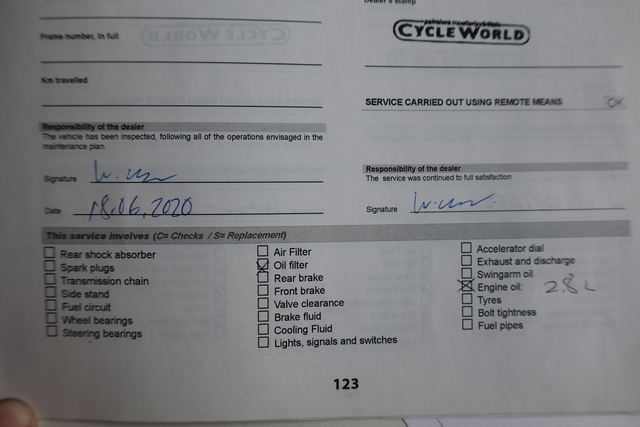 Dealer's stamp
CYCLEWORLD
Frame number, in full
Km travelled
SERVICE CARRIED OUT USING REMOTE MEANS OK
Responsibility of the dealer
The vehicle has been inspected, following all of the operations envisaged in the
maintenance plan.
Signature
Date 18.06.2020
Responsibility of the dealer
The service was continued to full satisfaction
Signature
This service involves (C= Checks / S= Replacement)
Rear shock absorber
Spark plugs
Transmission chain
Side stand
Fuel circuit
Wheel bearings
Steering bearings
Air Filter
Oil filter
Rear brake
Front brake
Valve clearance
Brake fluid
Cooling Fluid
Lights, signals and switches
Accelerator dial
Exhaust and discharge
Swingarm oil
Engine oil: 2.8 L
Tyres
Bolt tightness
Fuel pipes
123